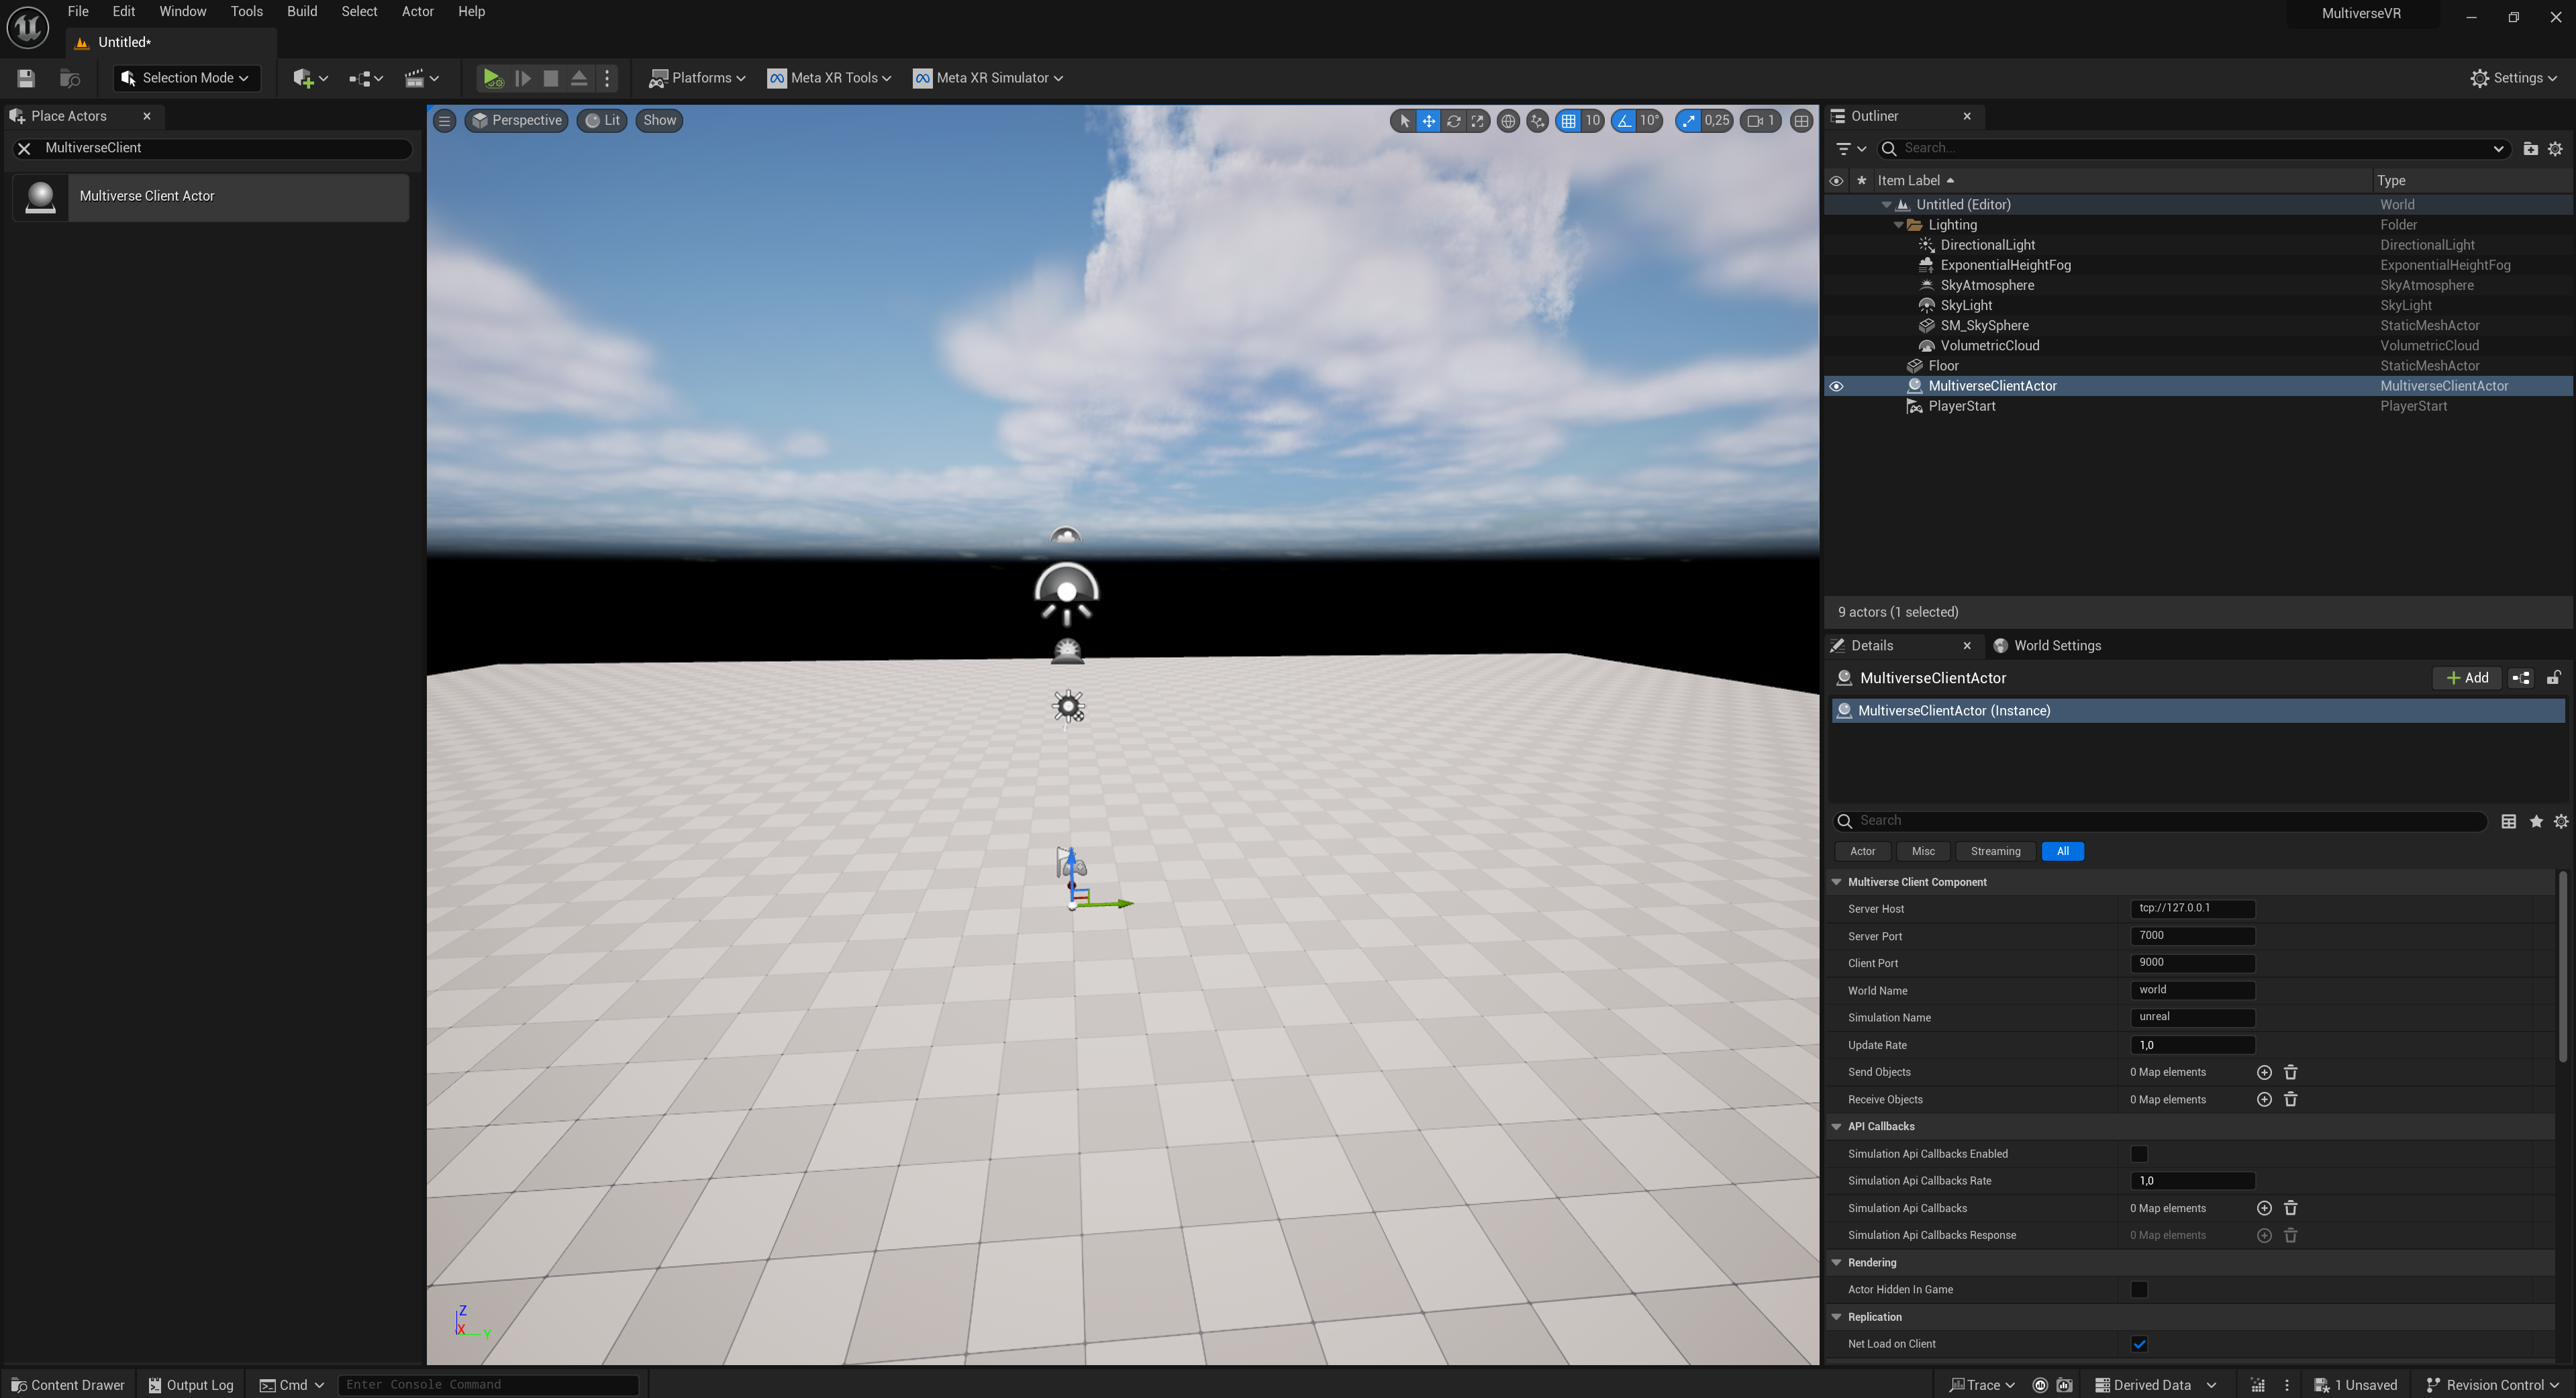 File Edit Window Tools Build Select Actor Help
MultiverseVR
Untitled*
Selection Mode
Platforms
Meta XR Tools
Meta XR Simulator
Settings
Place Actors
MultiverseClient
Multiverse Client Actor
Perspective Lit Show
10 10° 0,25 1
Z
X
Y
Outliner
Search...
Item Label Type
Untitled (Editor) World
Lighting Folder
DirectionalLight DirectionalLight
ExponentialHeightFog ExponentialHeightFog
SkyAtmosphere SkyAtmosphere
SkyLight SkyLight
SM_SkySphere StaticMeshActor
VolumetricCloud VolumetricCloud
Floor StaticMeshActor
MultiverseClientActor MultiverseClientActor
PlayerStart PlayerStart
9 actors (1 selected)
Details World Settings
MultiverseClientActor Add
MultiverseClientActor (Instance)
Search
Actor Misc Streaming All
Multiverse Client Component
Server Host tcp://127.0.0.1
Server Port 7000
Client Port 9000
World Name world
Simulation Name unreal
Update Rate 1,0
Send Objects 0 Map elements
Receive Objects 0 Map elements
API Callbacks
Simulation Api Callbacks Enabled
Simulation Api Callbacks Rate 1,0
Simulation Api Callbacks 0 Map elements
Simulation Api Callbacks Response 0 Map elements
Rendering
Actor Hidden In Game
Replication
Net Load on Client
Content Drawer Output Log Cmd Enter Console Command
Trace Derived Data 1 Unsaved Revision Control